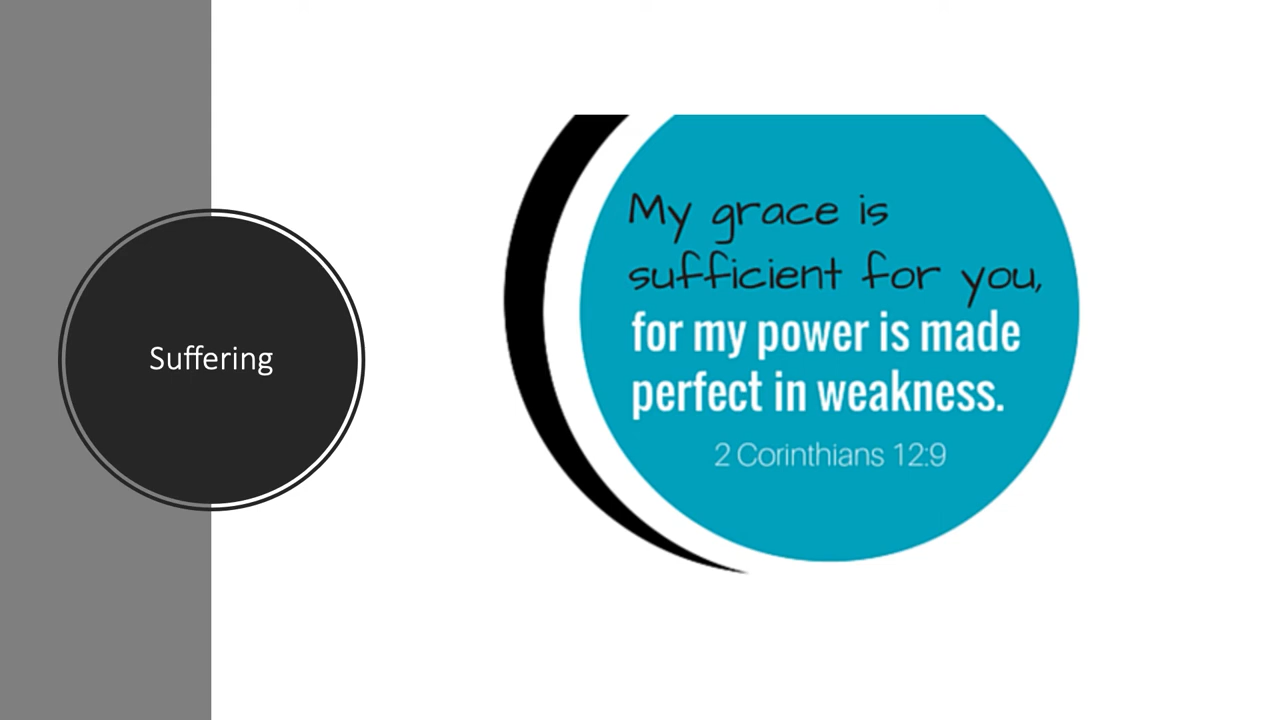 Suffering
My grace is
sufficient for you,
for my power is made
perfect in weakness.
2 Corinthians 12:9